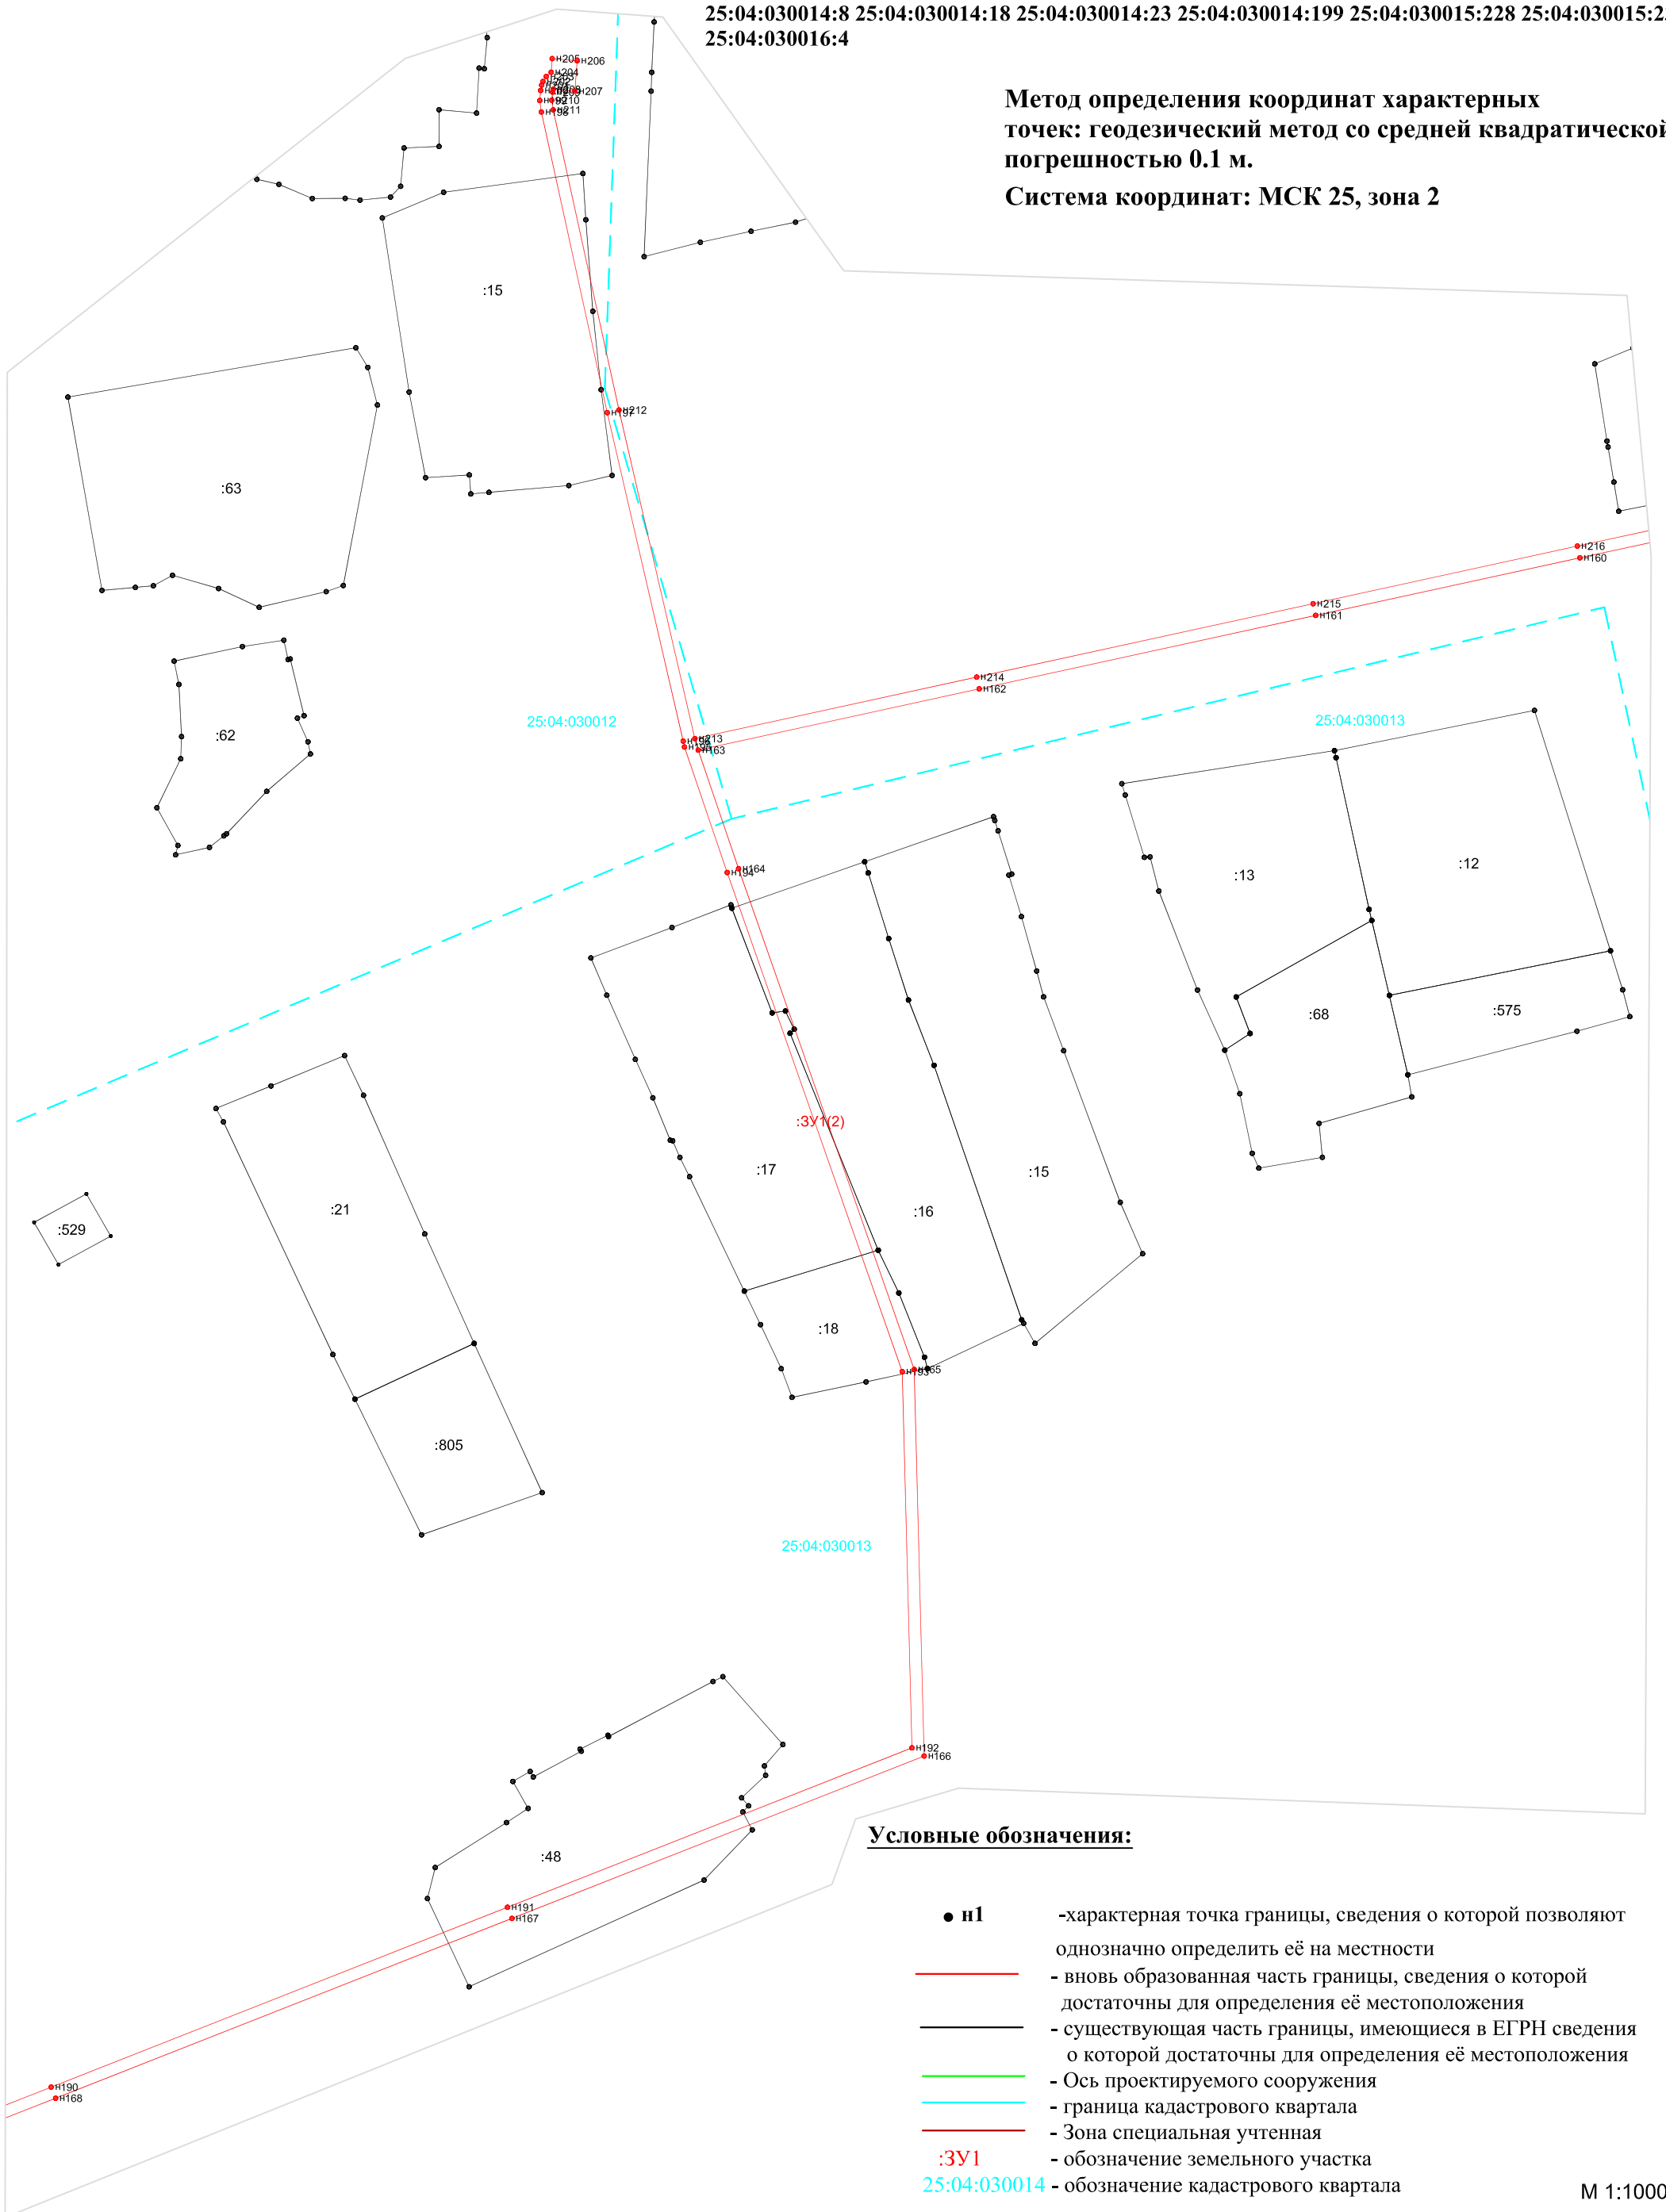 25:04:030014:8 25:04:030014:18 25:04:030014:23 25:04:030014:199 25:04:030015:228
25:04:030016:4
Метод определения координат характерных
точек: геодезический метод со средней квадратической
погрешностью 0.1 м.
Система координат: МСК 25, зона 2
н205
н206
н204
н207
н210
н211
н198
:15
н212
н197
:63
н216
н160
н215
н161
н214
н162
25:04:030012
25:04:030013
:62
н213
н163
н164
н194
:13
:12
:68
:575
:ЗУ1(2)
:17
:15
:21
:16
:529
:18
н165
н193
:805
25:04:030013
н192
н166
:48
н191
н167
н190
н168
Условные обозначения:
н1 -характерная точка границы, сведения о которой позволяют
однозначно определить её на местности
- вновь образованная часть границы, сведения о которой
достаточны для определения её местоположения
- существующая часть границы, имеющиеся в ЕГРН сведения
о которой достаточны для определения её местоположения
- Ось проектируемого сооружения
- граница кадастрового квартала
- Зона специальная учтенная
:ЗУ1 - обозначение земельного участка
25:04:030014 - обозначение кадастрового квартала
М 1:1000